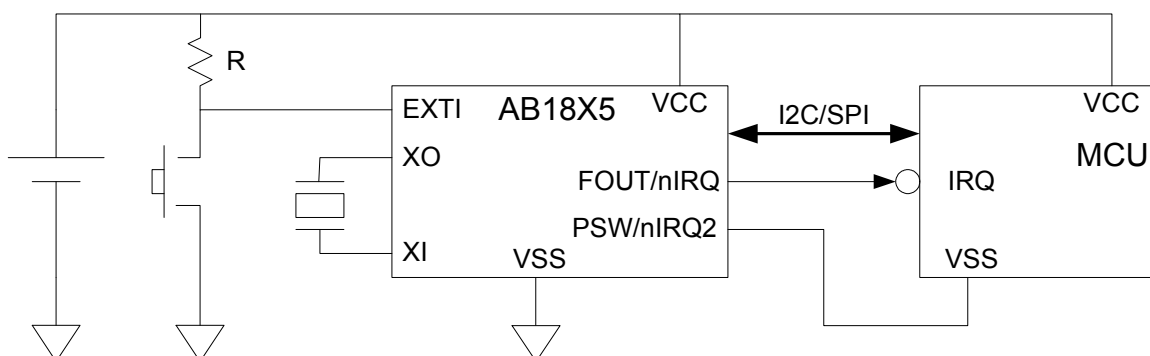 R
EXTI
AB18X5
VCC
I2C/SPI
VCC
XO
MCU
FOUT/nIRQ
IRQ
PSW/nIRQ2
XI
VSS
VSS